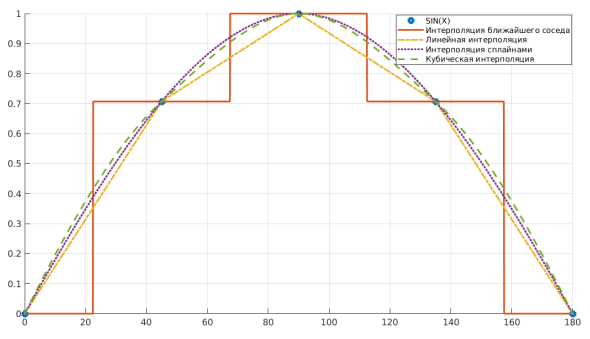 1
0.9
0.8
0.7
0.6
0.5
0.4
0.3
0.2
0.1
0
0 20 40 60 80 100 120 140 160 180
SIN(X)
Интерполяция ближайшего соседа
Линейная интерполяция
Интерполяция сплайнами
Кубическая интерполяция